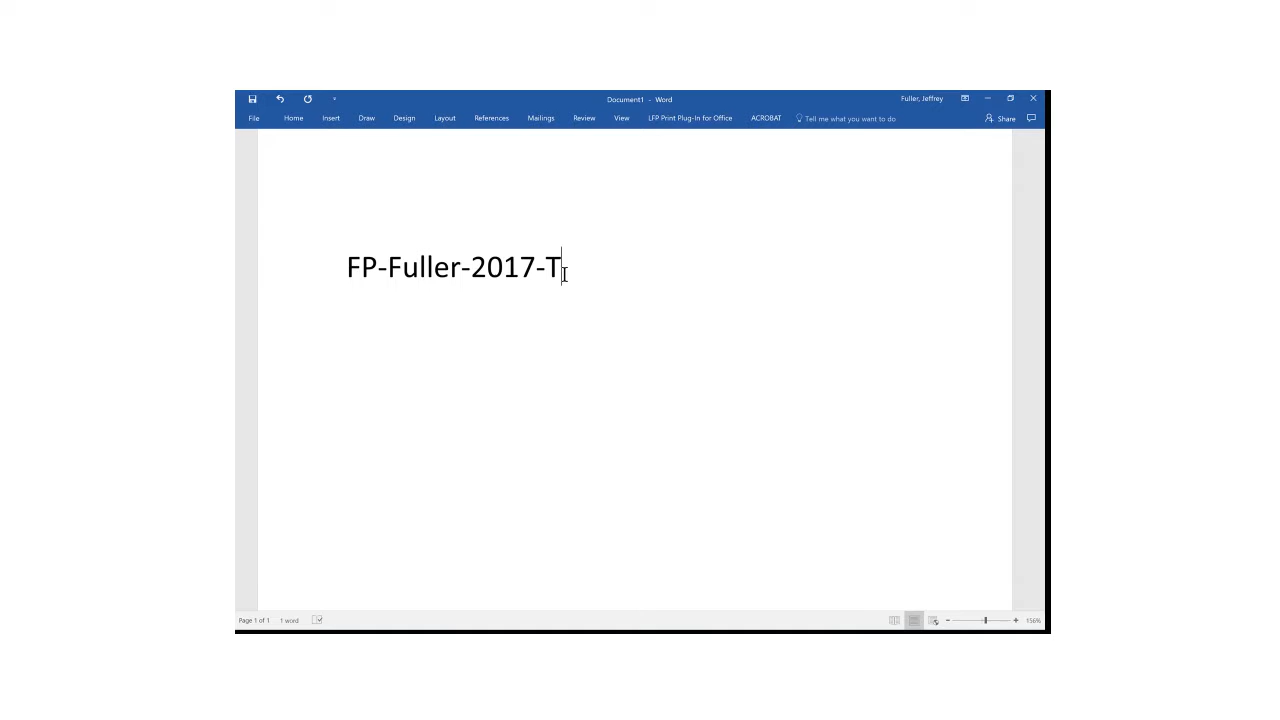 Document1 - Word
Fuller, Jeffrey
File Home Insert Draw Design Layout References Mailings Review View LFP Print Plug-In for Office ACROBAT Tell me what you want to do Share
FP-Fuller-2017-T
Page 1 of 1 1 word
156%